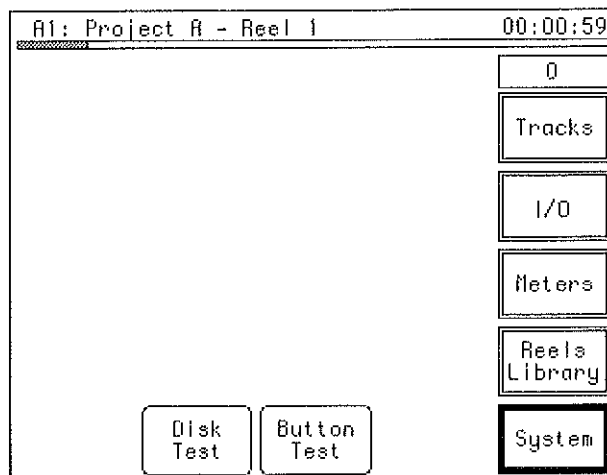 A1: Project A - Reel 1 00:00:59
0
Tracks
I/O
Meters
Reels
Library
Disk
Test
Button
Test
System